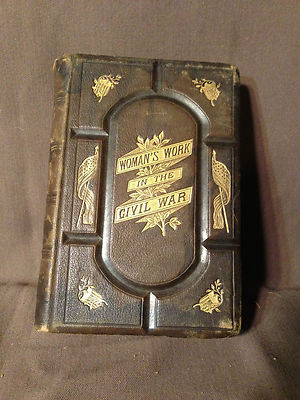 WOMAN'S WORK
IN THE
CIVIL WAR